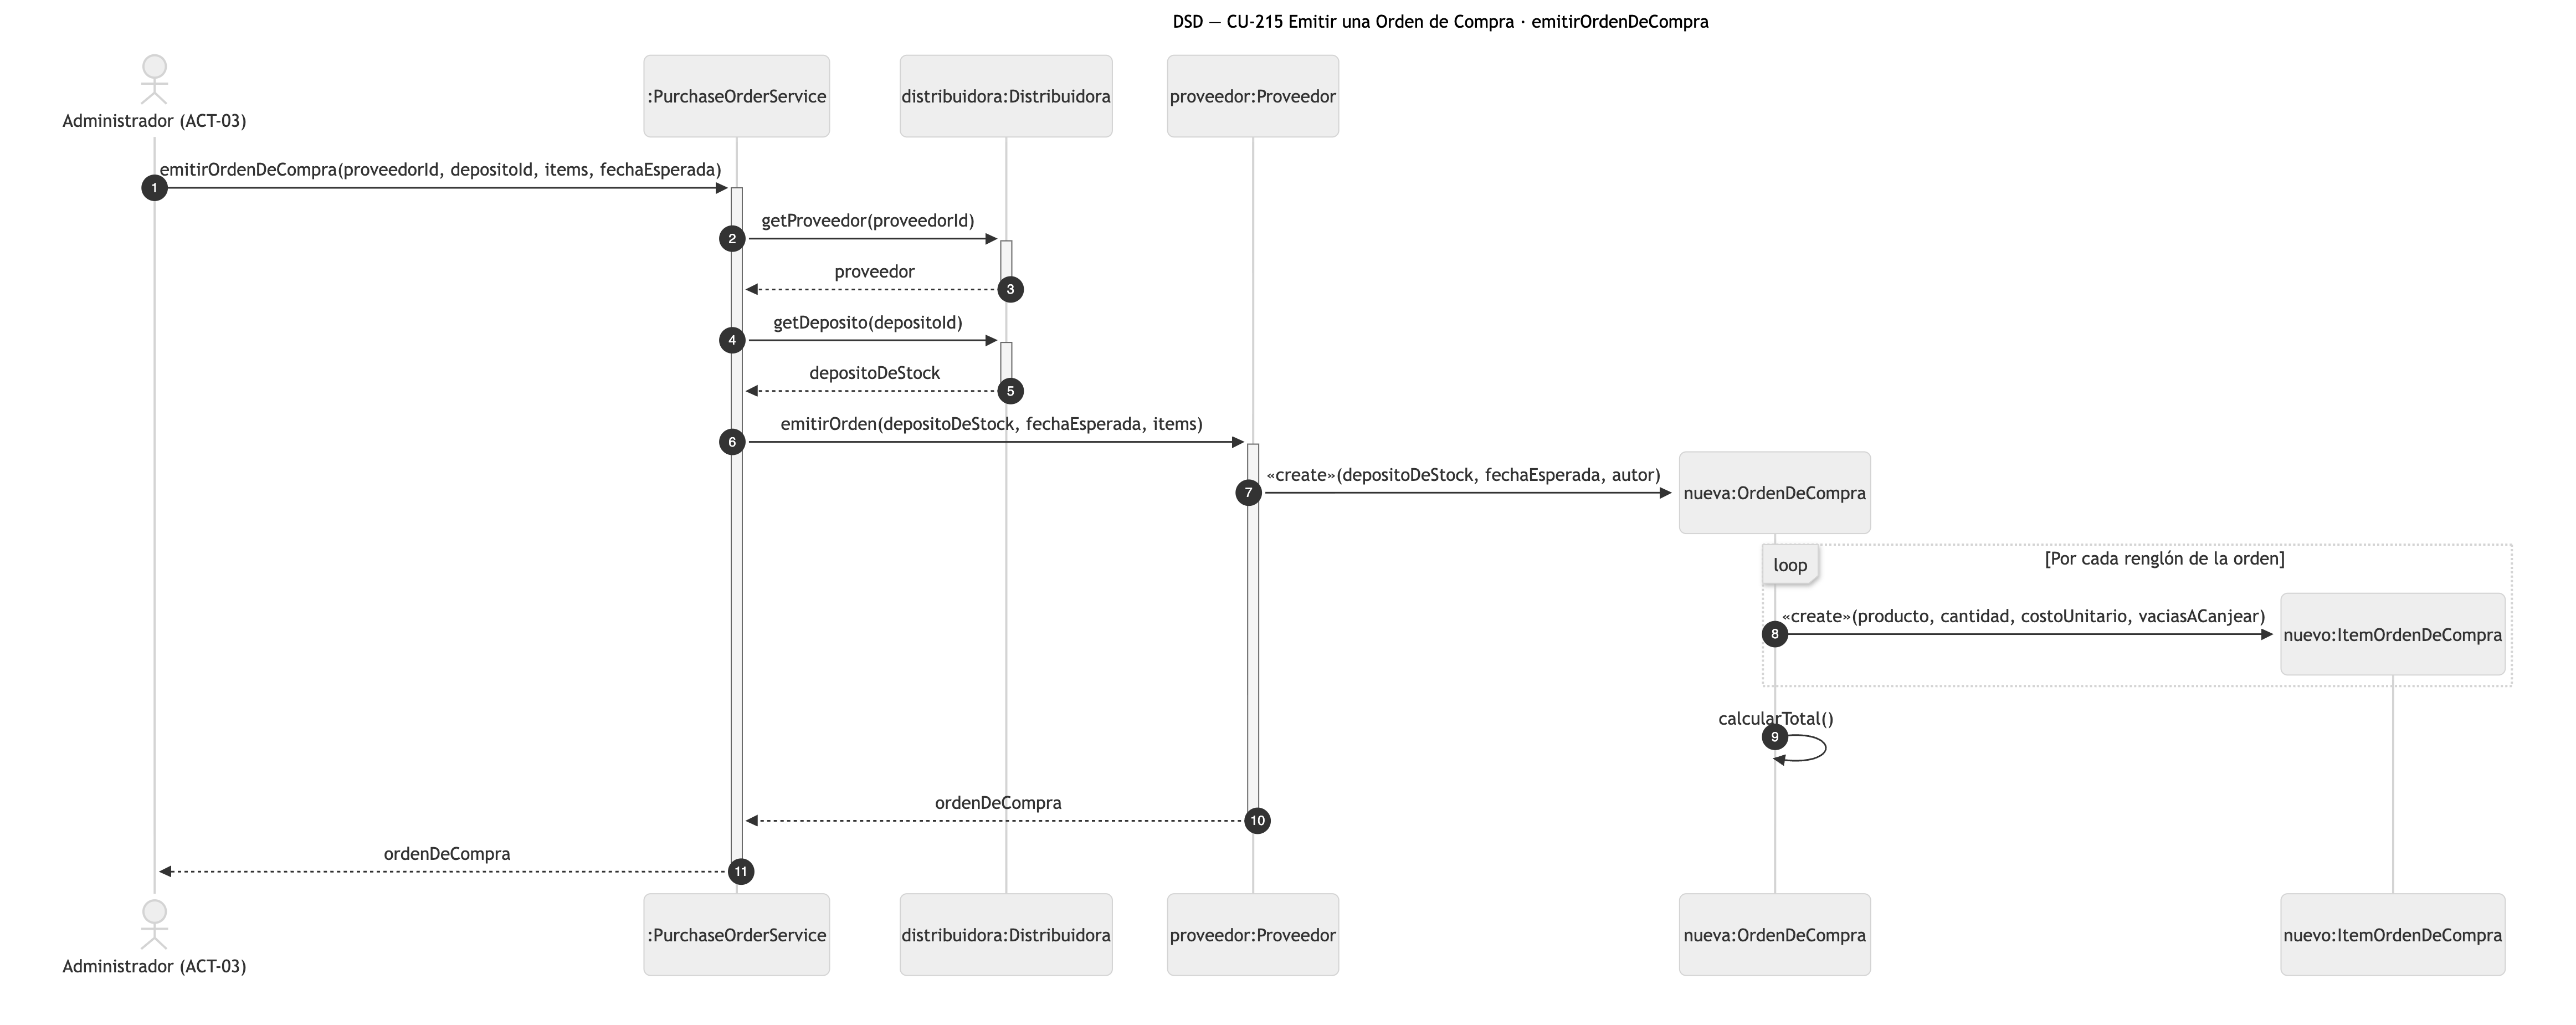 DSD — CU-215 Emitir una Orden de Compra · emitirOrdenDeCompra
Administrador (ACT-03)
:PurchaseOrderService
distribuidora:Distribuidora
proveedor:Proveedor
emitirOrdenDeCompra(proveedorId, depositoId, items, fechaEsperada)
1
getProveedor(proveedorId)
2
proveedor
3
getDeposito(depositoId)
4
depositoDeStock
5
emitirOrden(depositoDeStock, fechaEsperada, items)
6
«create»(depositoDeStock, fechaEsperada, autor)
7
nueva:OrdenDeCompra
loop
[Por cada renglón de la orden]
«create»(producto, cantidad, costoUnitario, vaciasACanjear)
8
nuevo:ItemOrdenDeCompra
calcularTotal()
9
ordenDeCompra
10
ordenDeCompra
11
Administrador (ACT-03)
:PurchaseOrderService
distribuidora:Distribuidora
proveedor:Proveedor
nueva:OrdenDeCompra
nuevo:ItemOrdenDeCompra